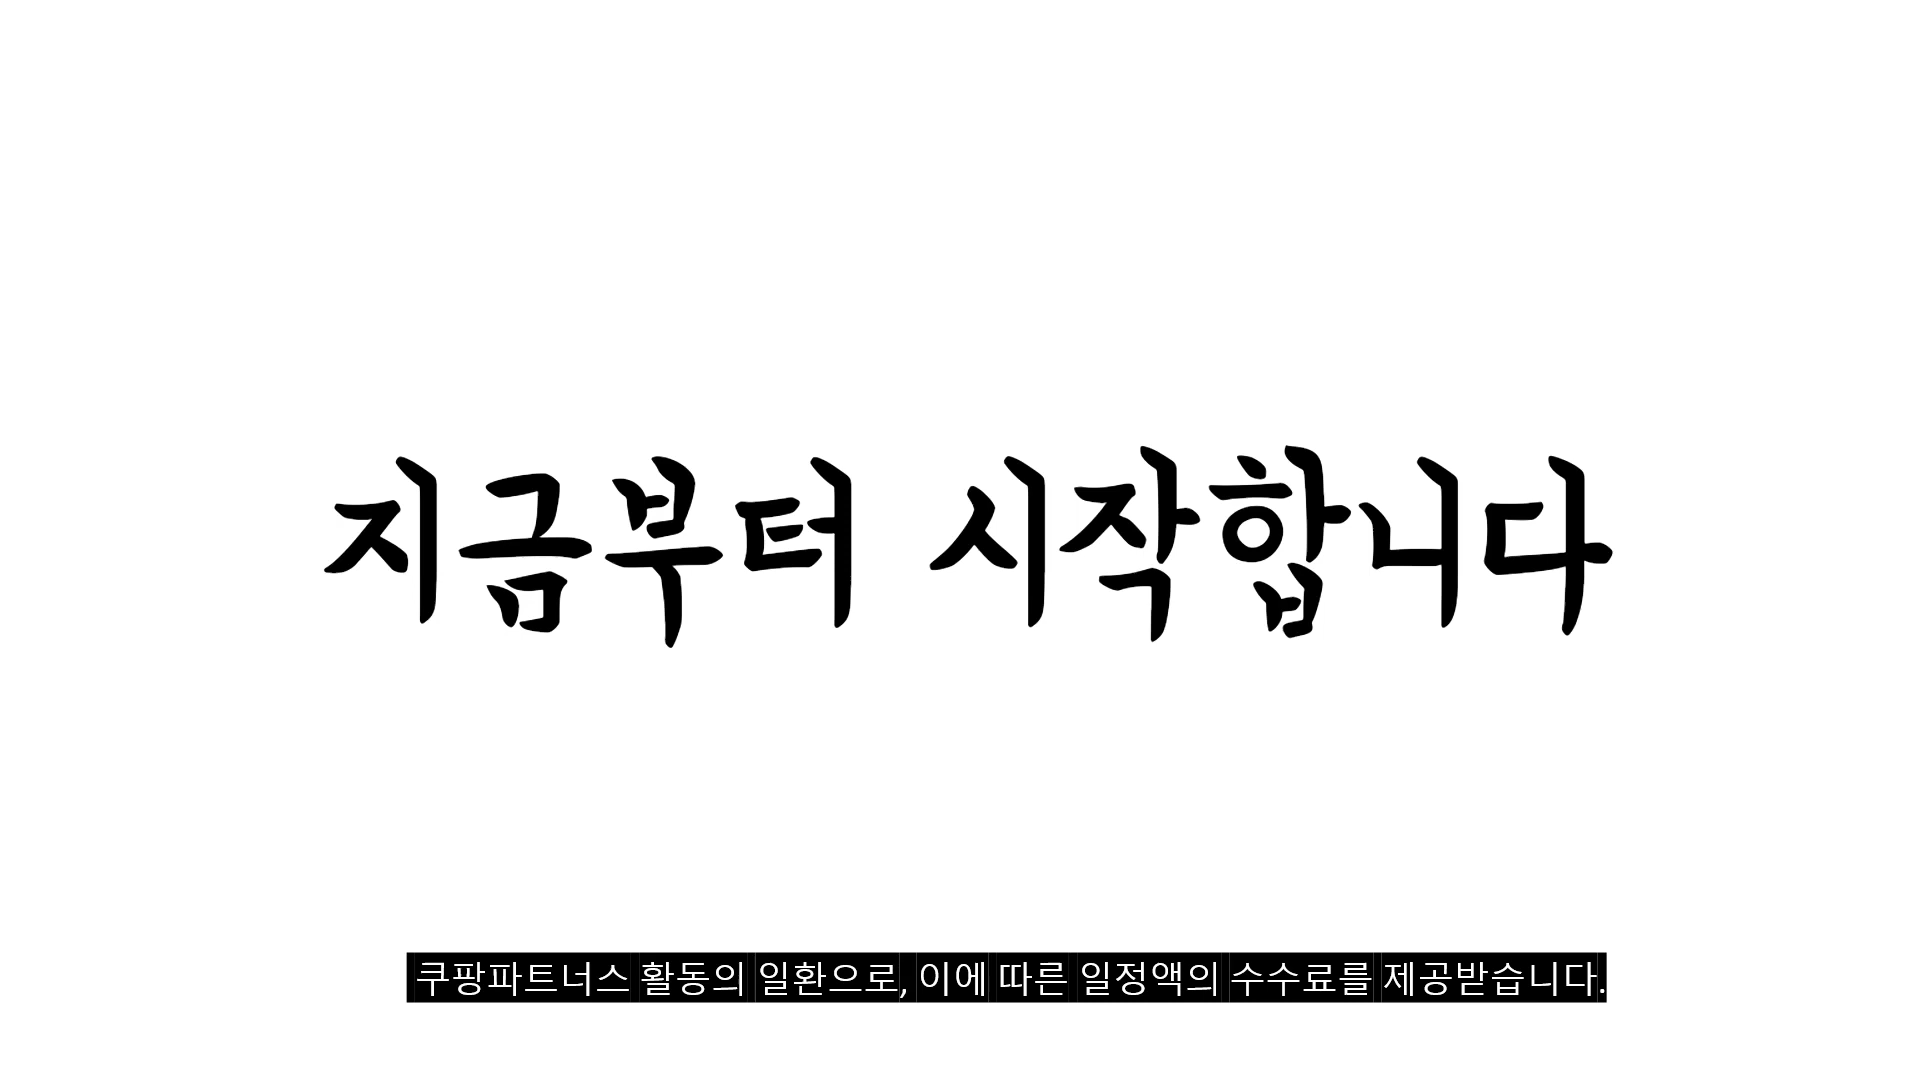 지금부터 시작합니다
쿠팡파트너스 활동의 일환으로, 이에 따른 일정액의 수수료를 제공받습니다.